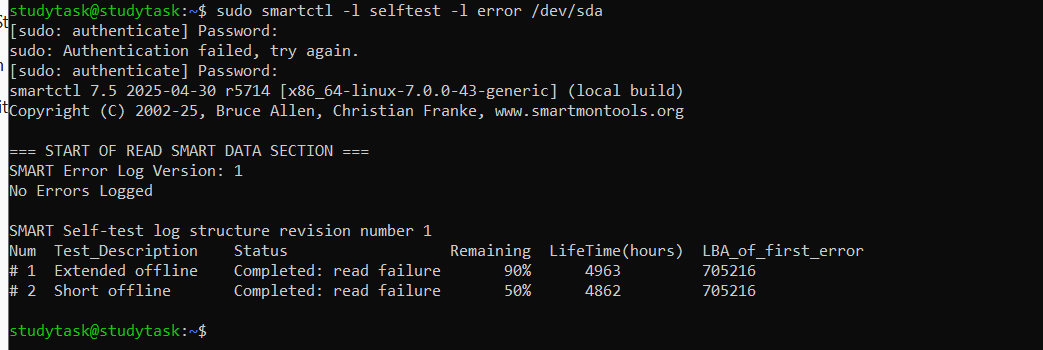 studytask@studytask:~$ sudo smartctl -l selftest -l error /dev/sda
[sudo: authenticate] Password:
sudo: Authentication failed, try again.
[sudo: authenticate] Password:
smartctl 7.5 2025-04-30 r5714 [x86_64-linux-7.0.0-43-generic] (local build)
Copyright (C) 2002-25, Bruce Allen, Christian Franke, www.smartmontools.org

=== START OF READ SMART DATA SECTION ===
SMART Error Log Version: 1
No Errors Logged

SMART Self-test log structure revision number 1
Num  Test_Description    Status                  Remaining  LifeTime(hours)  LBA_of_first_error
# 1  Extended offline    Completed: read failure       90%      4963         705216
# 2  Short offline       Completed: read failure       50%      4862         705216

studytask@studytask:~$